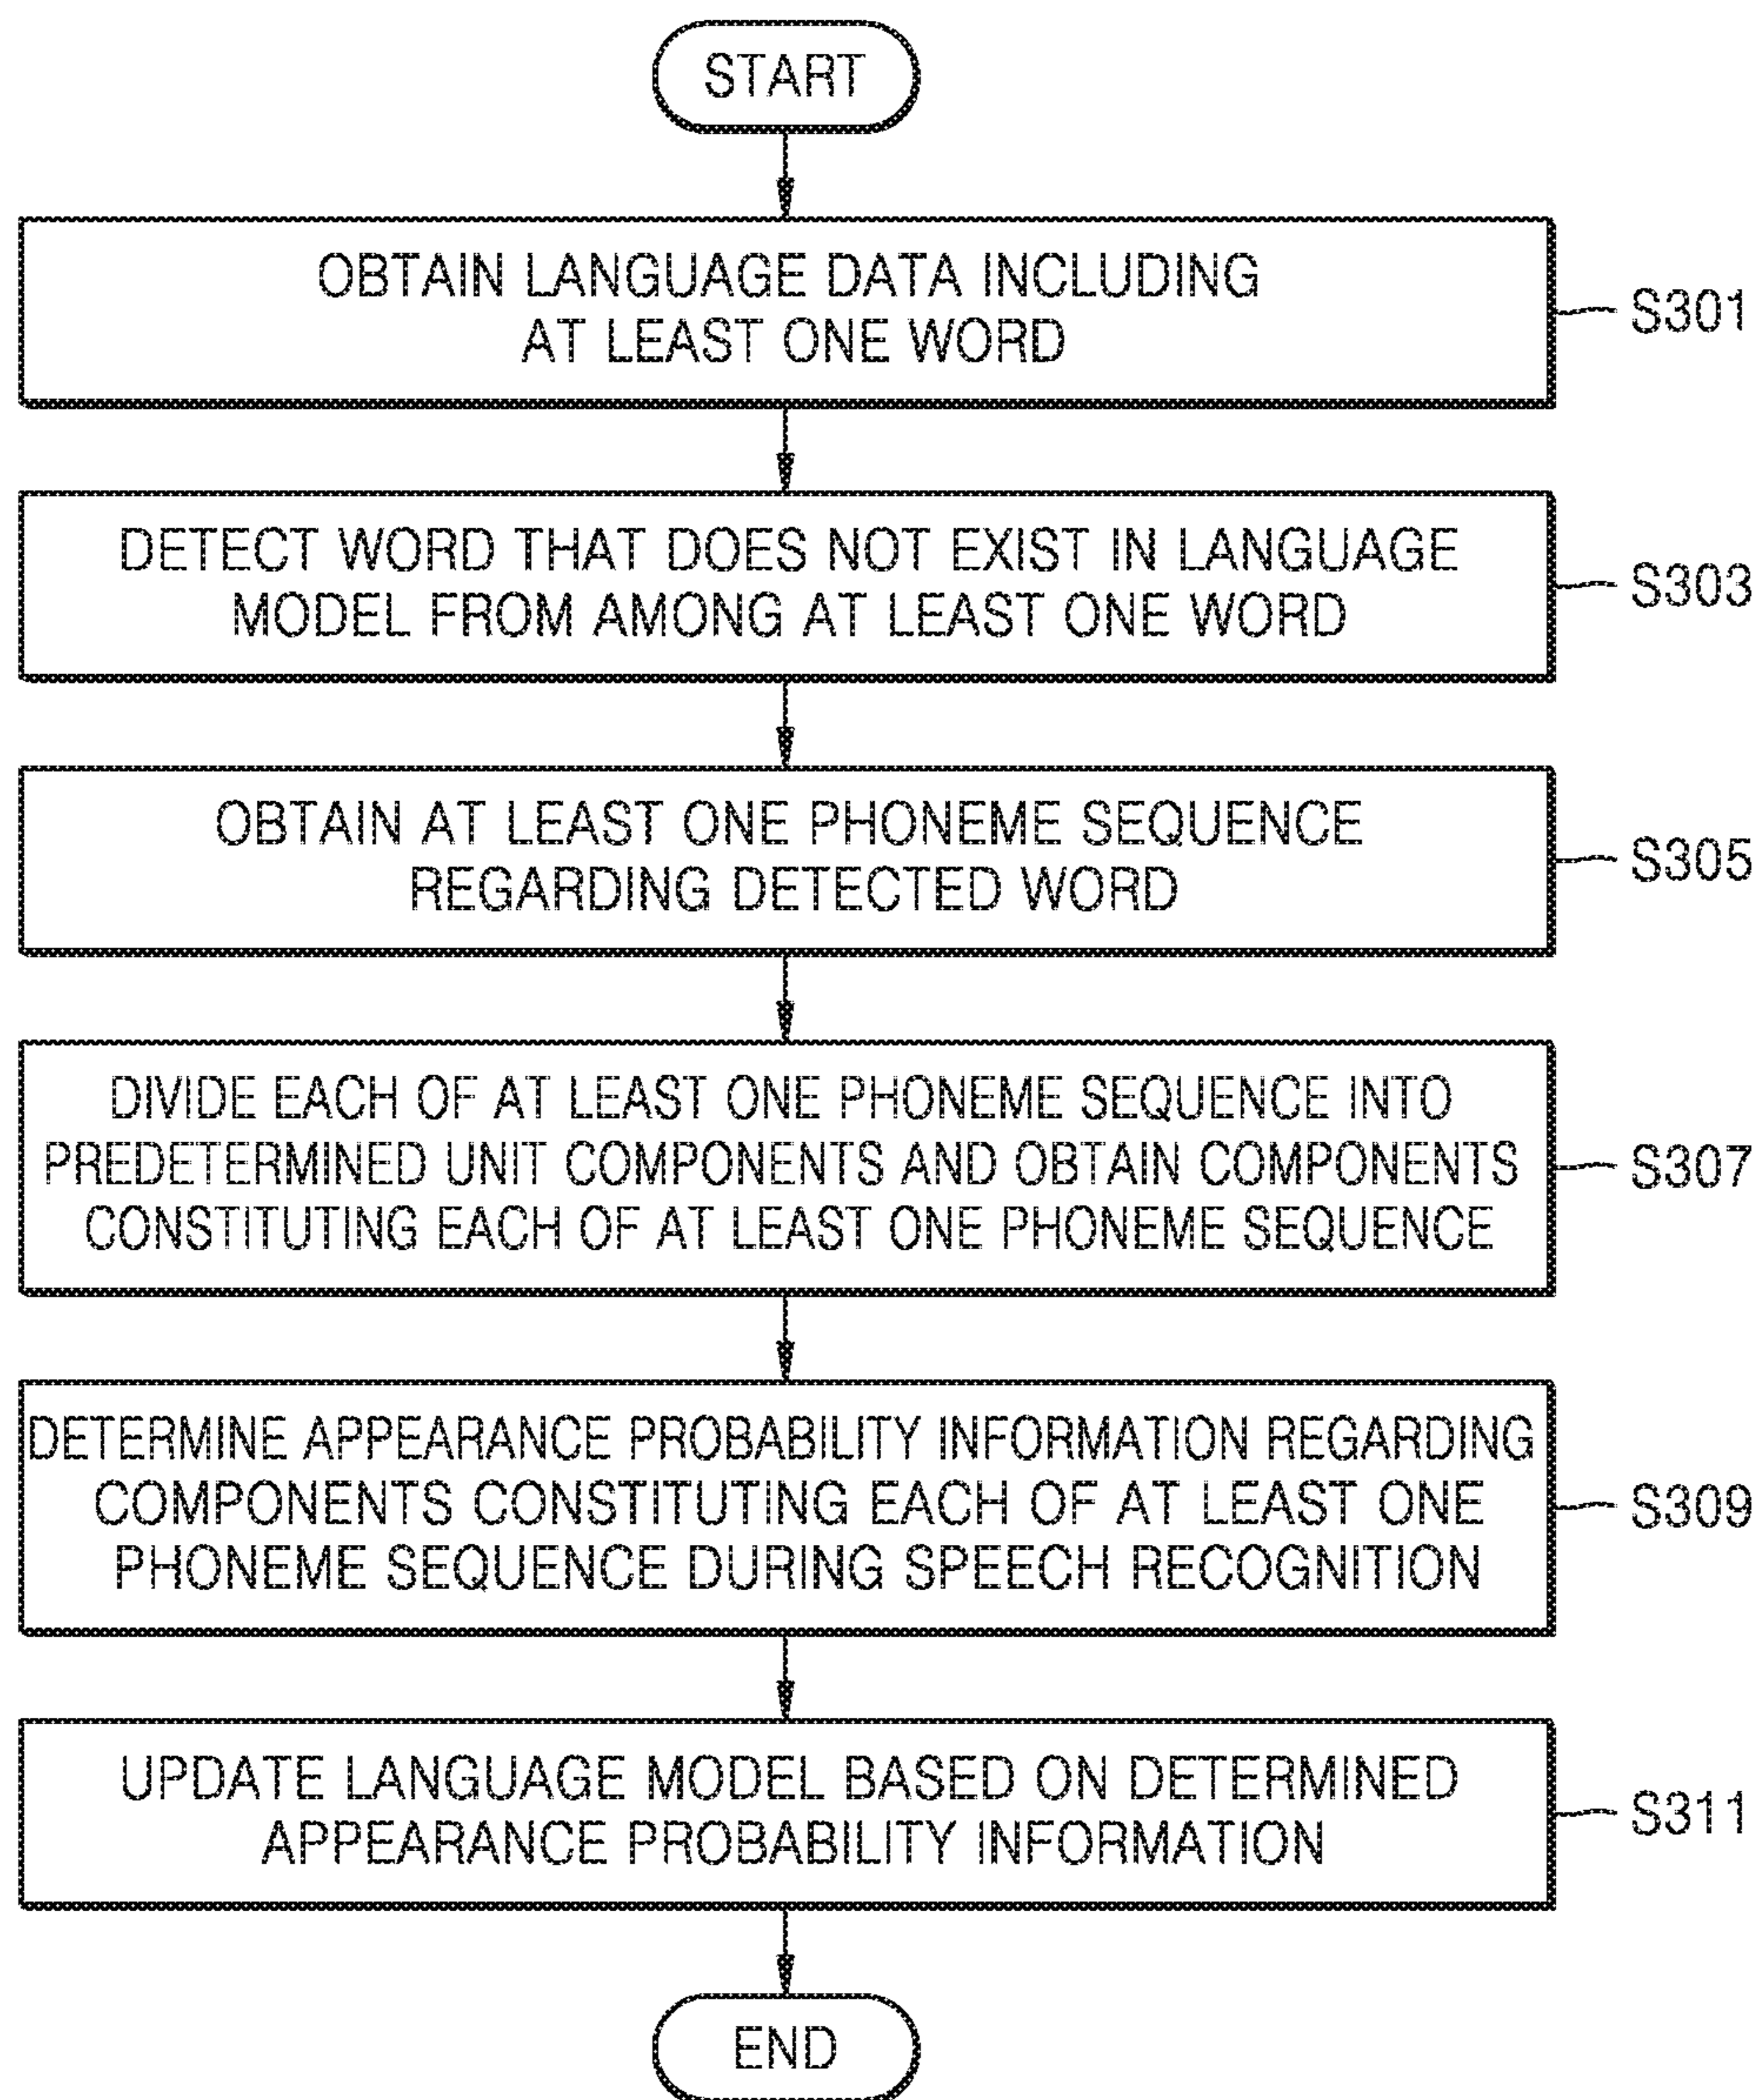 START
OBTAIN LANGUAGE DATA INCLUDING
AT LEAST ONE WORD
S301
DETECT WORD THAT DOES NOT EXIST IN LANGUAGE
MODEL FROM AMONG AT LEAST ONE WORD
S303
OBTAIN AT LEAST ONE PHONEME SEQUENCE
REGARDING DETECTED WORD
S305
DIVIDE EACH OF AT LEAST ONE PHONEME SEQUENCE INTO
PREDETERMINED UNIT COMPONENTS AND OBTAIN COMPONENTS
CONSTITUTING EACH OF AT LEAST ONE PHONEME SEQUENCE
S307
DETERMINE APPEARANCE PROBABILITY INFORMATION REGARDING
COMPONENTS CONSTITUTING EACH OF AT LEAST ONE
PHONEME SEQUENCE DURING SPEECH RECOGNITION
S309
UPDATE LANGUAGE MODEL BASED ON DETERMINED
APPEARANCE PROBABILITY INFORMATION
S311
END